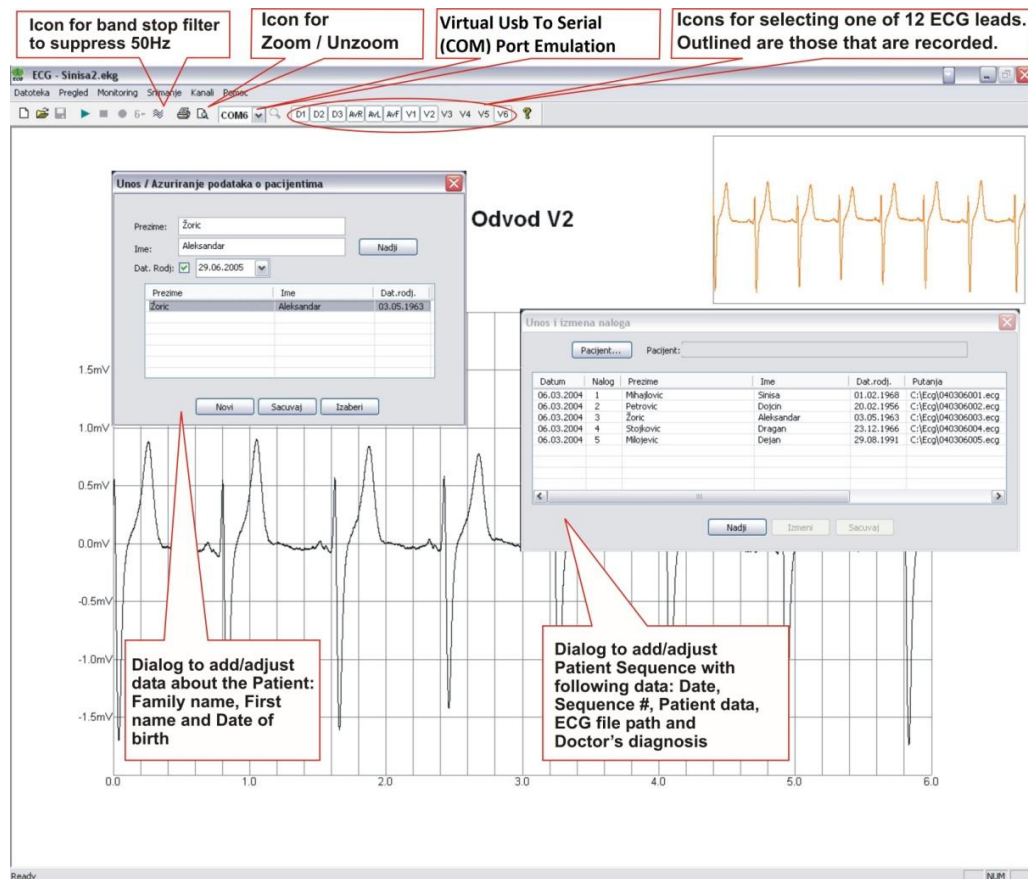 Icon for band stop filter
to suppress 50Hz
Icon for
Zoom / Unzoom
Virtual Usb To Serial
(COM) Port Emulation
Icons for selecting one of 12 ECG leads.
Outlined are those that are recorded.
ECG - Sinisa2.ekg
Datoteka Pregled Monitoring Snimanje Kanali Pomoc
COM6 D1 D2 D3 AvR AvL AvF V1 V2 V3 V4 V5 V6
Odvod V2
Unos / Azuriranje podataka o pacijentima
Prezime: Žoric
Ime: Aleksandar Nadji
Dat. Rodj: 29.06.2005
Prezime Ime Dat.rodj.
Žoric Aleksandar 03.05.1963
Novi Sacuvaj Izaberi
Unos i izmena naloga
Pacijent... Pacijent:
Datum Nalog Prezime Ime Dat.rodj. Putanja
06.03.2004 1 Mihajlovic Sinisa 01.02.1968 C:\Ecg\040306001.ecg
06.03.2004 2 Petrovic Dojcin 20.02.1956 C:\Ecg\040306002.ecg
06.03.2004 3 Žoric Aleksandar 03.05.1963 C:\Ecg\040306003.ecg
06.03.2004 4 Stojkovic Dragan 23.12.1966 C:\Ecg\040306004.ecg
06.03.2004 5 Milojevic Dejan 29.08.1991 C:\Ecg\040306005.ecg
Nadji Izmeni Sacuvaj
1.5mV
1.0mV
0.5mV
0.0mV
-0.5mV
-1.0mV
-1.5mV
0.0 1.0 2.0 3.0 4.0 5.0 6.0
Dialog to add/adjust
data about the Patient:
Family name, First
name and Date of
birth
Dialog to add/adjust
Patient Sequence with
following data: Date,
Sequence #, Patient data,
ECG file path and
Doctor's diagnosis
Ready NUM